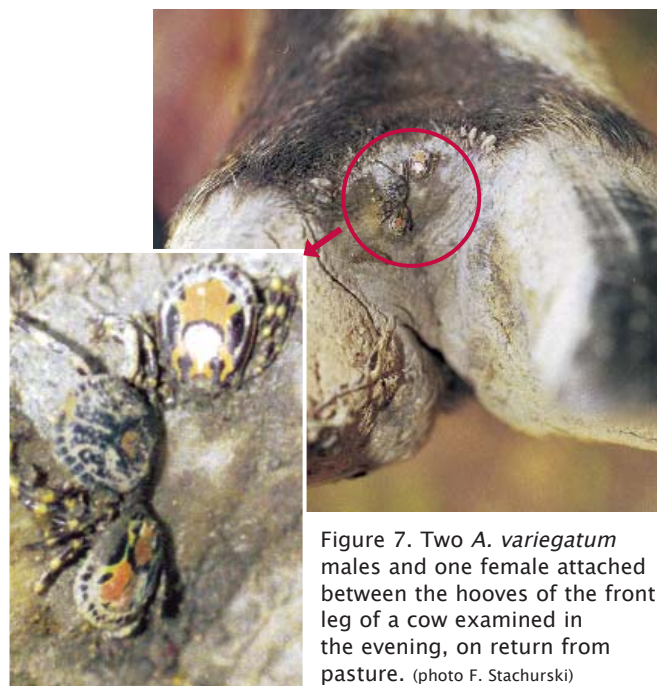 Figure 7. Two A. variegatum
males and one female attached
between the hooves of the front
leg of a cow examined in
the evening, on return from
pasture. (photo F. Stachurski)